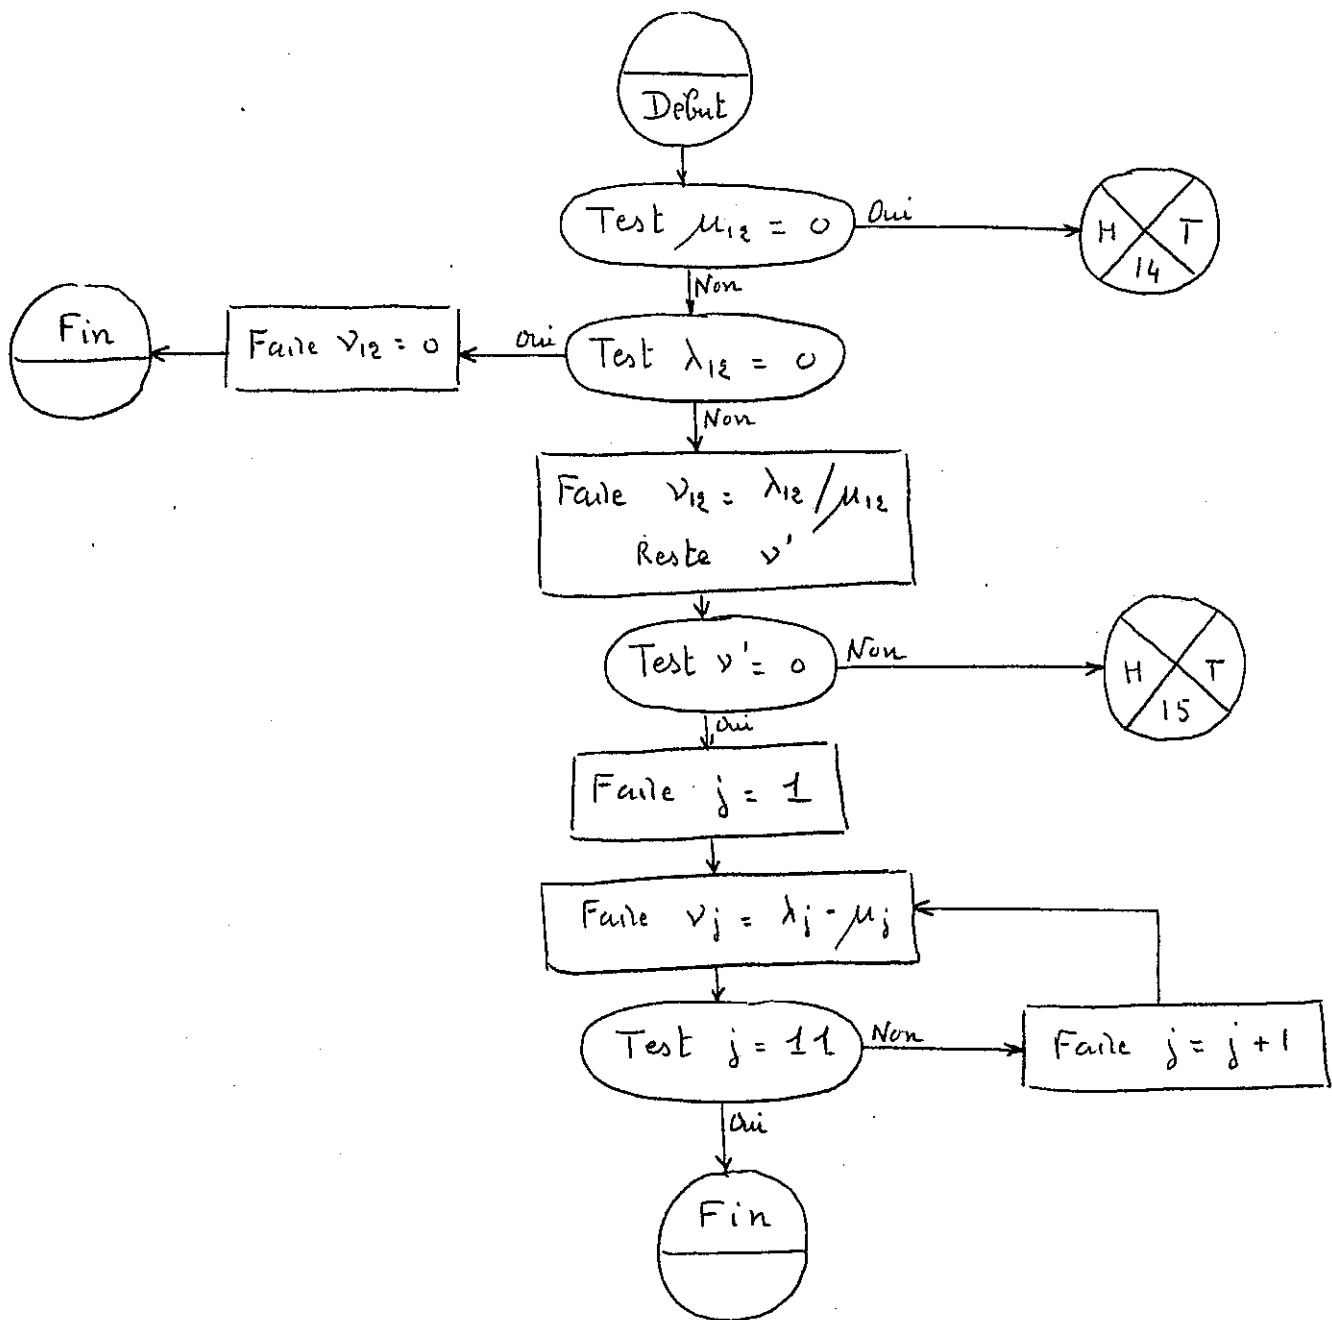 Début
Test μ₁₂ = 0
Oui
H T
14
Non
Fin
Faire ν₁₂ = 0
Oui
Test λ₁₂ = 0
Non
Faire ν₁₂ = λ₁₂ / μ₁₂
Reste ν'
Test ν' = 0
Non
H T
15
Oui
Faire j = 1
Faire νj = λj - μj
Test j = 11
Non
Faire j = j + 1
Oui
Fin